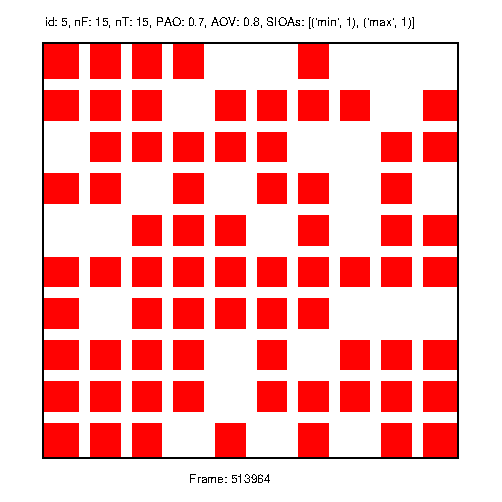 id: 5, nF: 15, nT: 15, PAO: 0.7, AOV: 0.8, SIOAs: [('min', 1), ('max', 1)]
Frame: 513964